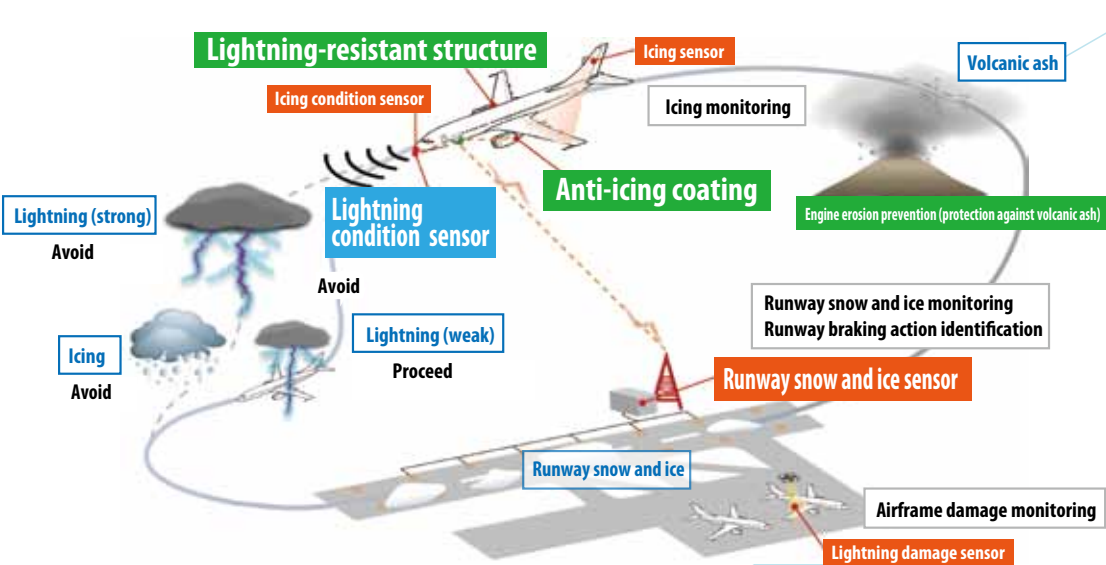 Lightning-resistant structure
Icing sensor
Volcanic ash
Icing condition sensor
Icing monitoring
Anti-icing coating
Lightning (strong)
Avoid
Lightning
condition sensor
Engine erosion prevention (protection against volcanic ash)
Avoid
Runway snow and ice monitoring
Runway braking action identification
Icing
Avoid
Lightning (weak)
Proceed
Runway snow and ice sensor
Runway snow and ice
Airframe damage monitoring
Lightning damage sensor